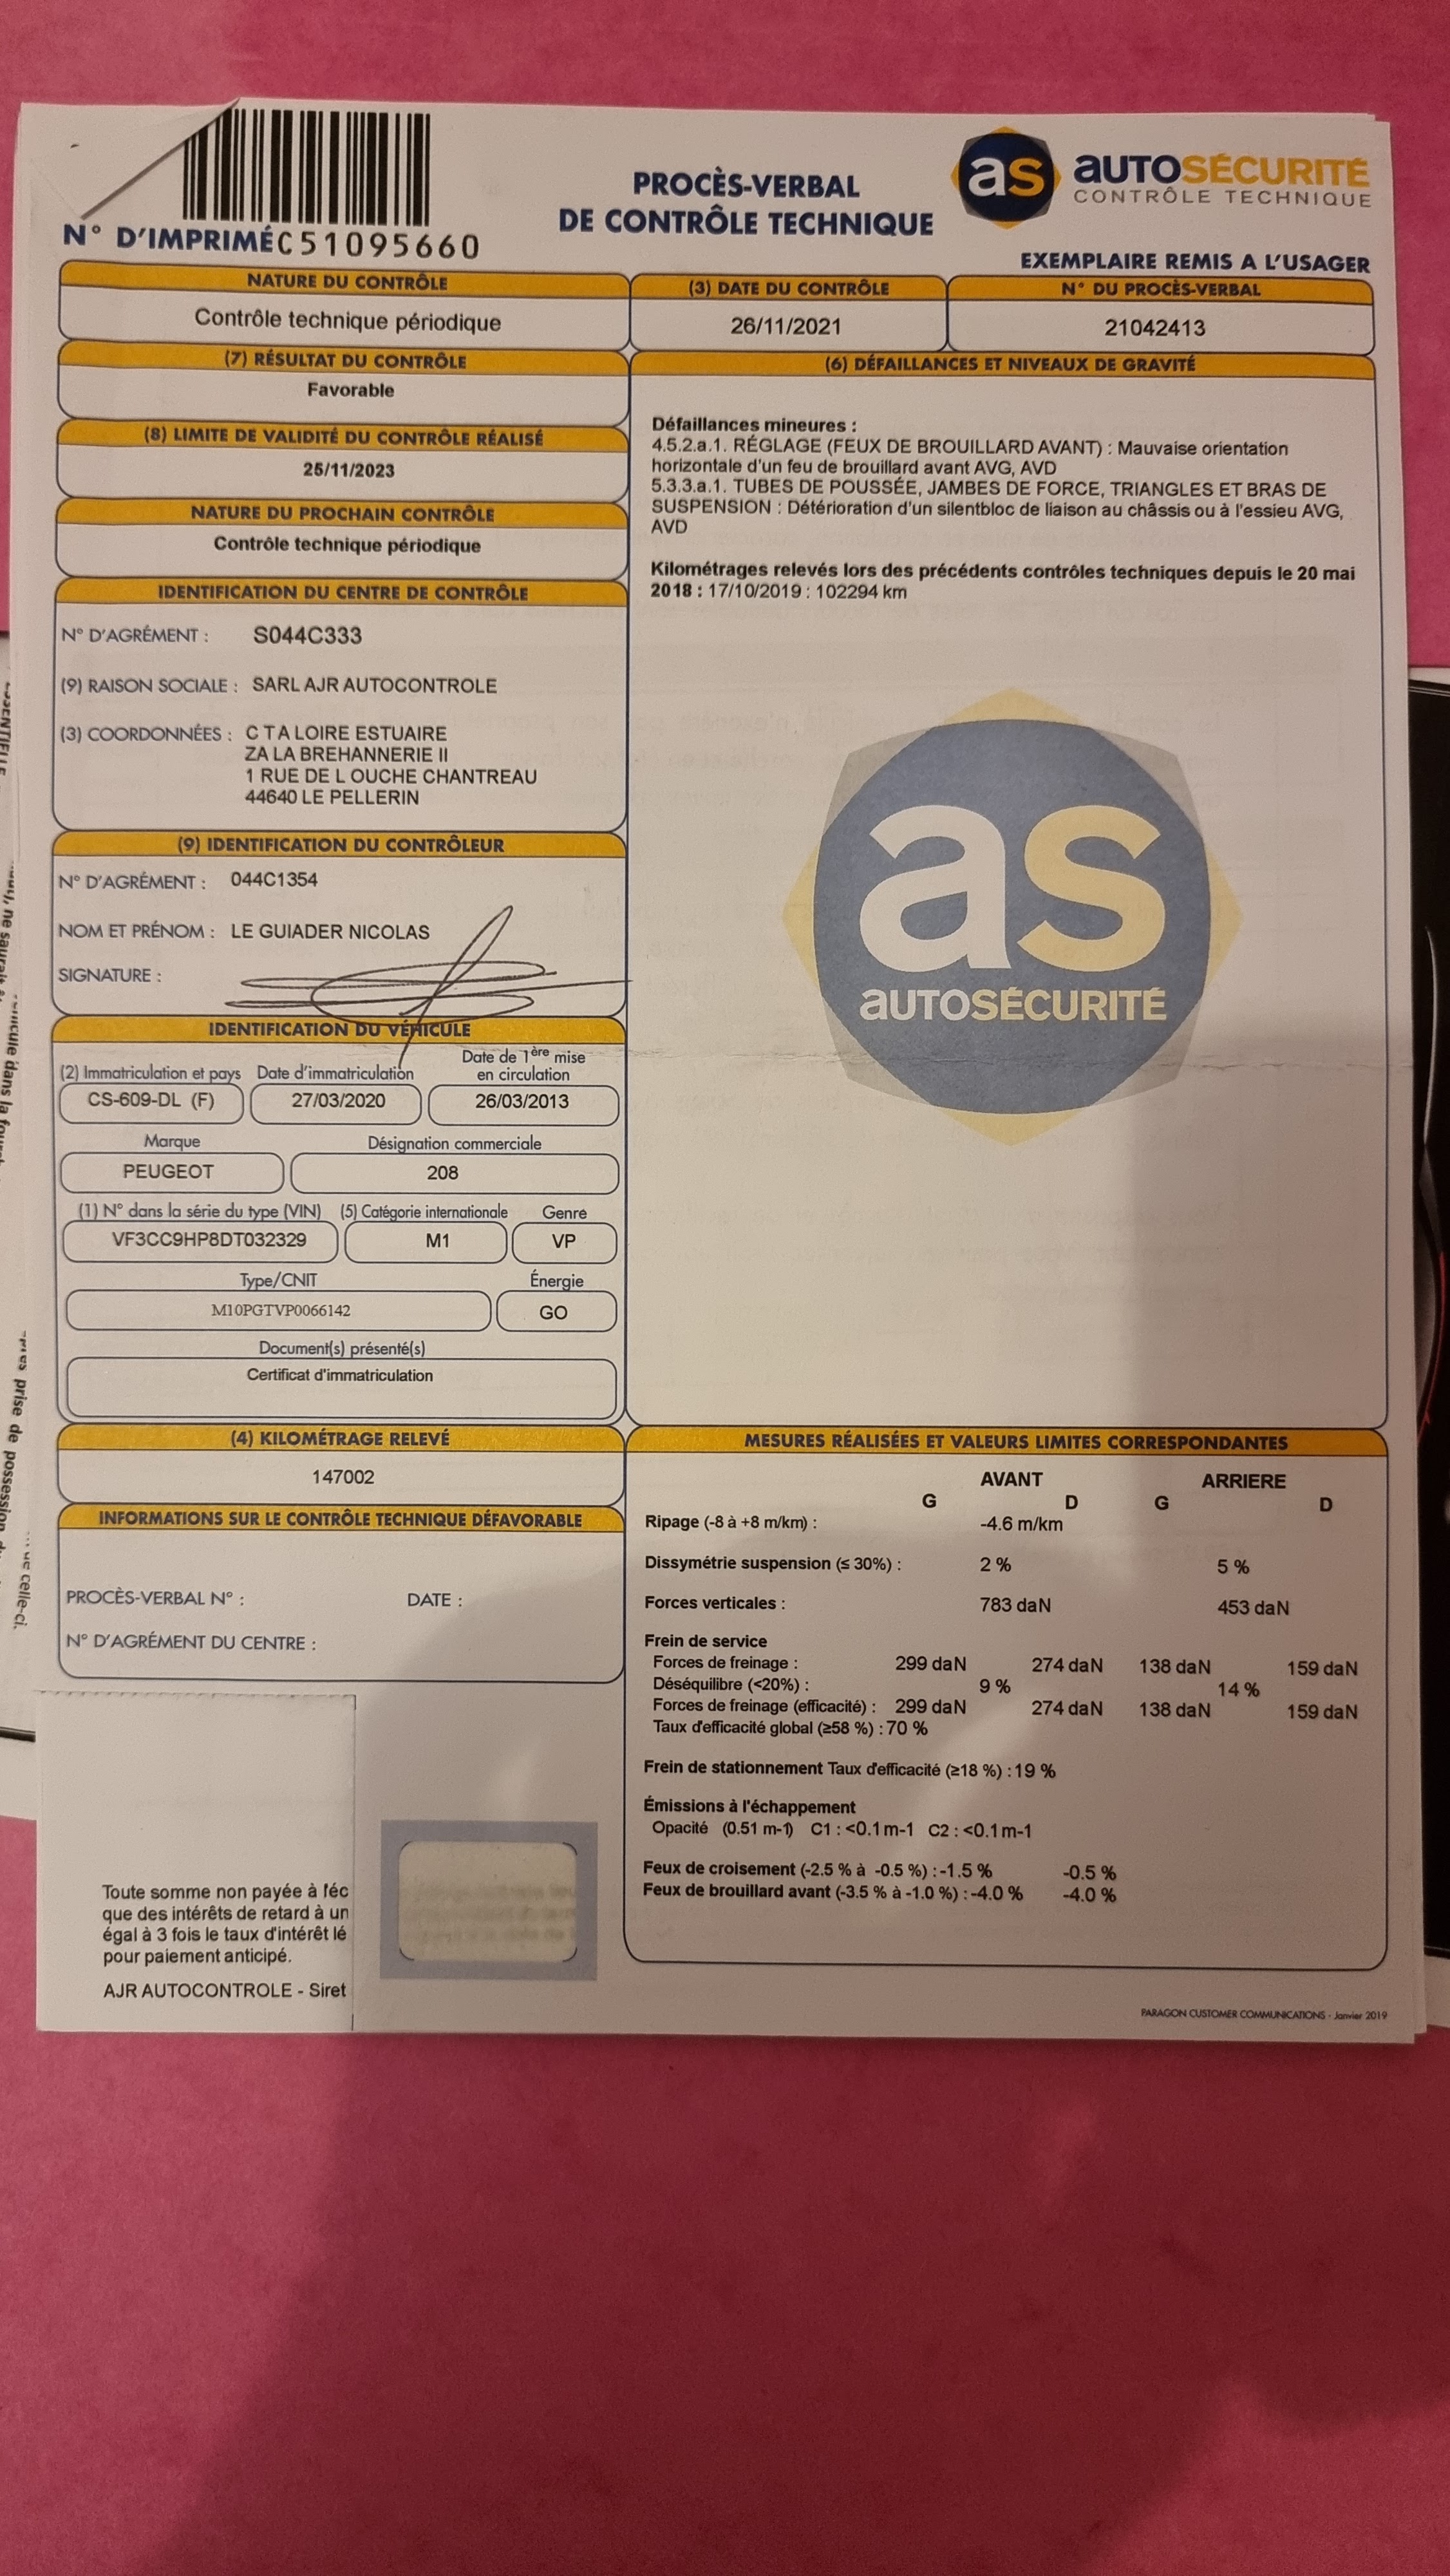 N° D'IMPRIMÉ C51095660
PROCÈS-VERBAL
DE CONTRÔLE TECHNIQUE
as AUTOSÉCURITÉ
CONTRÔLE TECHNIQUE
EXEMPLAIRE REMIS A L'USAGER
NATURE DU CONTRÔLE
Contrôle technique périodique
(3) DATE DU CONTRÔLE
26/11/2021
N° DU PROCÈS-VERBAL
21042413
(7) RÉSULTAT DU CONTRÔLE
Favorable
(8) LIMITE DE VALIDITÉ DU CONTRÔLE RÉALISÉ
25/11/2023
NATURE DU PROCHAIN CONTRÔLE
Contrôle technique périodique
IDENTIFICATION DU CENTRE DE CONTRÔLE
N° D'AGRÉMENT : S044C333
(9) RAISON SOCIALE : SARL AJR AUTOCONTROLE
(3) COORDONNÉES : C T A LOIRE ESTUAIRE
ZA LA BREHANNERIE II
1 RUE DE L OUCHE CHANTREAU
44640 LE PELLERIN
(9) IDENTIFICATION DU CONTRÔLEUR
N° D'AGRÉMENT : 044C1354
NOM ET PRÉNOM : LE GUIADER NICOLAS
SIGNATURE :
IDENTIFICATION DU VÉHICULE
(2) Immatriculation et pays Date d'immatriculation Date de 1ère mise
en circulation
CS-609-DL (F) 27/03/2020 26/03/2013
Marque Désignation commerciale
PEUGEOT 208
(1) N° dans la série du type (VIN) (5) Catégorie internationale Genre
VF3CC9HP8DT032329 M1 VP
Type/CNIT Énergie
M10PGTVP0066142 GO
Document(s) présenté(s)
Certificat d'immatriculation
(4) KILOMÉTRAGE RELEVÉ
147002
INFORMATIONS SUR LE CONTRÔLE TECHNIQUE DÉFAVORABLE
PROCÈS-VERBAL N° : DATE :
N° D'AGRÉMENT DU CENTRE :
(6) DÉFAILLANCES ET NIVEAUX DE GRAVITÉ
Défaillances mineures :
4.5.2.a.1. RÉGLAGE (FEUX DE BROUILLARD AVANT) : Mauvaise orientation
horizontale d'un feu de brouillard avant AVG, AVD
5.3.3.a.1. TUBES DE POUSSÉE, JAMBES DE FORCE, TRIANGLES ET BRAS DE
SUSPENSION : Détérioration d'un silentbloc de liaison au châssis ou à l'essieu AVG,
AVD
Kilométrages relevés lors des précédents contrôles techniques depuis le 20 mai
2018 : 17/10/2019 : 102294 km
as
AUTOSÉCURITÉ
MESURES RÉALISÉES ET VALEURS LIMITES CORRESPONDANTES
AVANT ARRIERE
G D G D
Ripage (-8 à +8 m/km) : -4.6 m/km
Dissymétrie suspension (≤ 30%) : 2 % 5 %
Forces verticales : 783 daN 453 daN
Frein de service
Forces de freinage : 299 daN 274 daN 138 daN 159 daN
Déséquilibre (<20%) : 9 % 14 %
Forces de freinage (efficacité) : 299 daN 274 daN 138 daN 159 daN
Taux d'efficacité global (≥58 %) : 70 %
Frein de stationnement Taux d'efficacité (≥18 %) : 19 %
Émissions à l'échappement
Opacité (0.51 m-1) C1 : <0.1 m-1 C2 : <0.1 m-1
Feux de croisement (-2.5 % à -0.5 %) : -1.5 % -0.5 %
Feux de brouillard avant (-3.5 % à -1.0 %) : -4.0 % -4.0 %
Toute somme non payée à l'éc
que des intérêts de retard à un
égal à 3 fois le taux d'intérêt lé
pour paiement anticipé.
AJR AUTOCONTROLE - Siret
PARAGON CUSTOMER COMMUNICATIONS - Janvier 2019